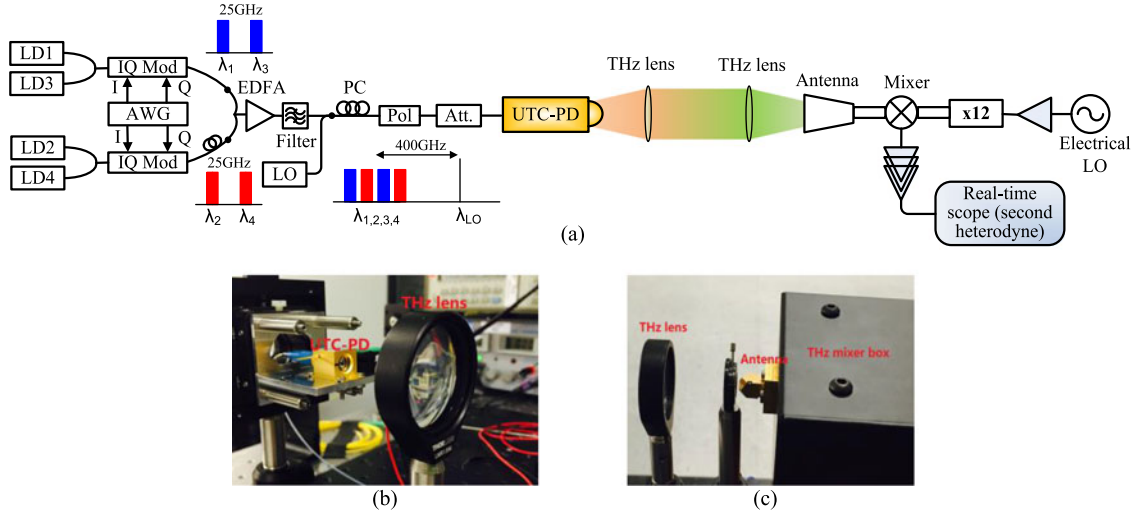 25GHz
λ1 λ3
LD1
LD3
IQ Mod
I Q
AWG
I Q
LD2
LD4
IQ Mod
25GHz
λ2 λ4
EDFA
Filter
PC
LO
Pol
Att.
400GHz
λ1,2,3,4
λLO
UTC-PD
THz lens
THz lens
Antenna
Mixer
x12
Electrical
LO
Real-time
scope (second
heterodyne)
(a)
THz lens
UTC-PD
(b)
THz lens
Antenna
THz mixer box
(c)